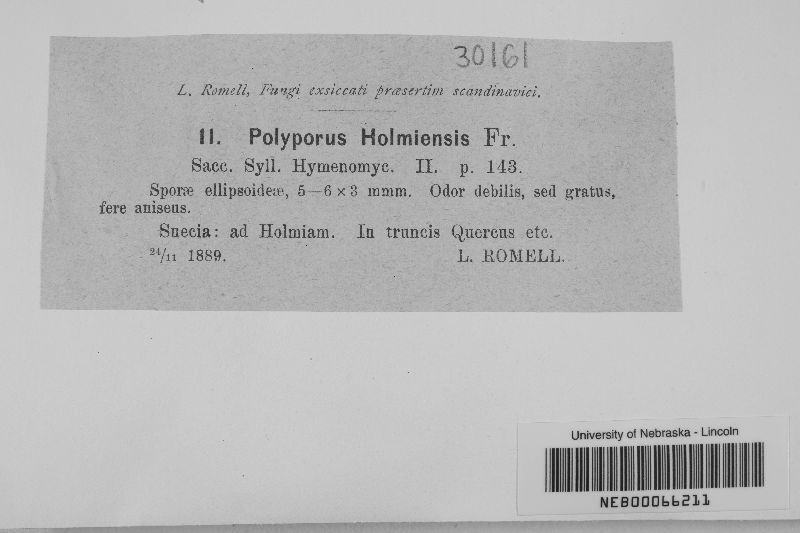 30161
L. Romell, Fungi exsiccati præsertim scandinavici.
11. Polyporus Holmiensis Fr.
Sacc. Syll. Hymenomyc. II. p. 143.
Sporæ ellipsoideæ, 5—6 × 3 mmm. Odor debilis, sed gratus,
fere aniseus.
Suecia: ad Holmiam. In truncis Quercus etc.
24/11 1889. L. ROMELL.
University of Nebraska - Lincoln
NEB00066211